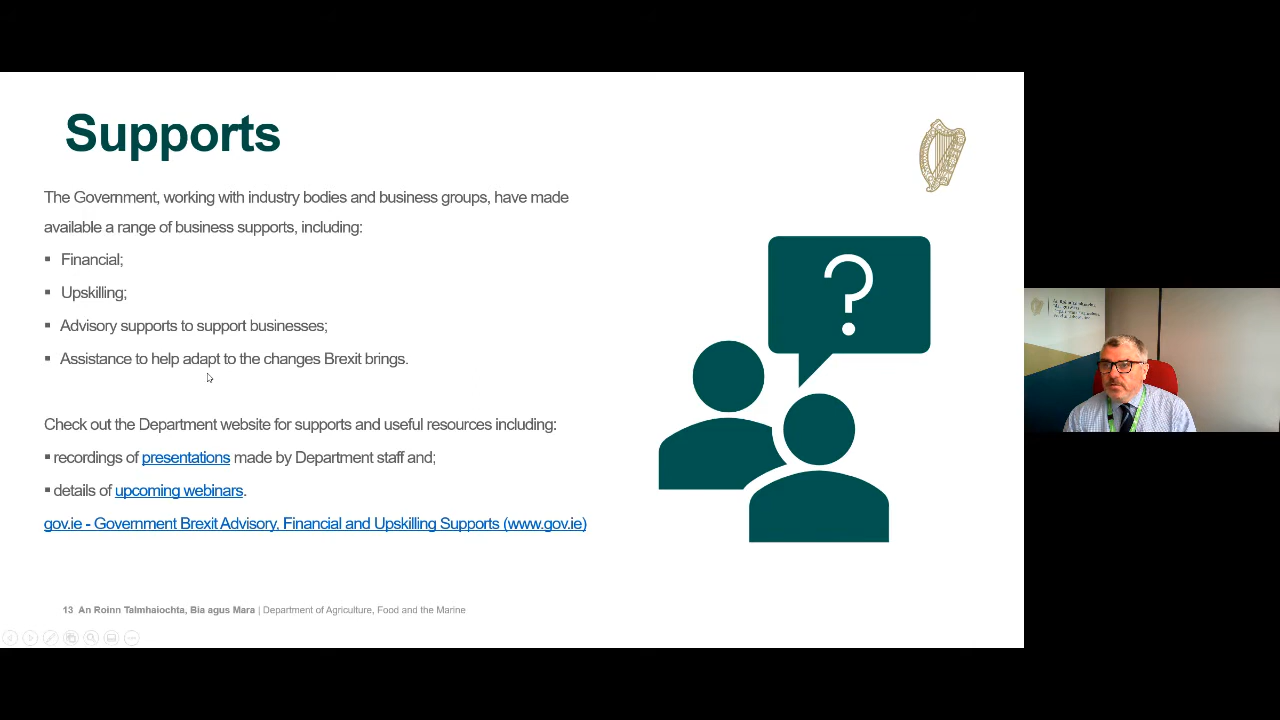 Supports
The Government, working with industry bodies and business groups, have made
available a range of business supports, including:
▪ Financial;
▪ Upskilling;
▪ Advisory supports to support businesses;
▪ Assistance to help adapt to the changes Brexit brings.
Check out the Department website for supports and useful resources including:
▪ recordings of presentations made by Department staff and;
▪ details of upcoming webinars.
gov.ie - Government Brexit Advisory, Financial and Upskilling Supports (www.gov.ie)
13 An Roinn Talmhaíochta, Bia agus Mara | Department of Agriculture, Food and the Marine